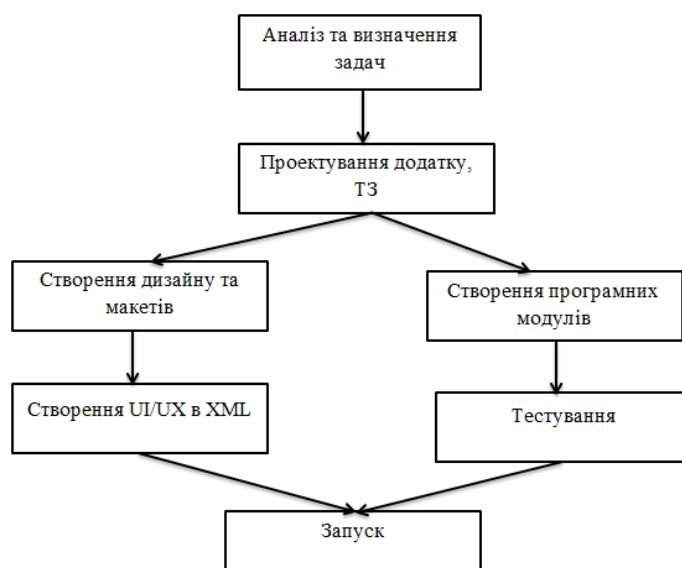 Аналіз та визначення
задач
Проектування додатку,
ТЗ
Створення дизайну та
макетів
Створення програмних
модулів
Створення UI/UX в XML
Тестування
Запуск